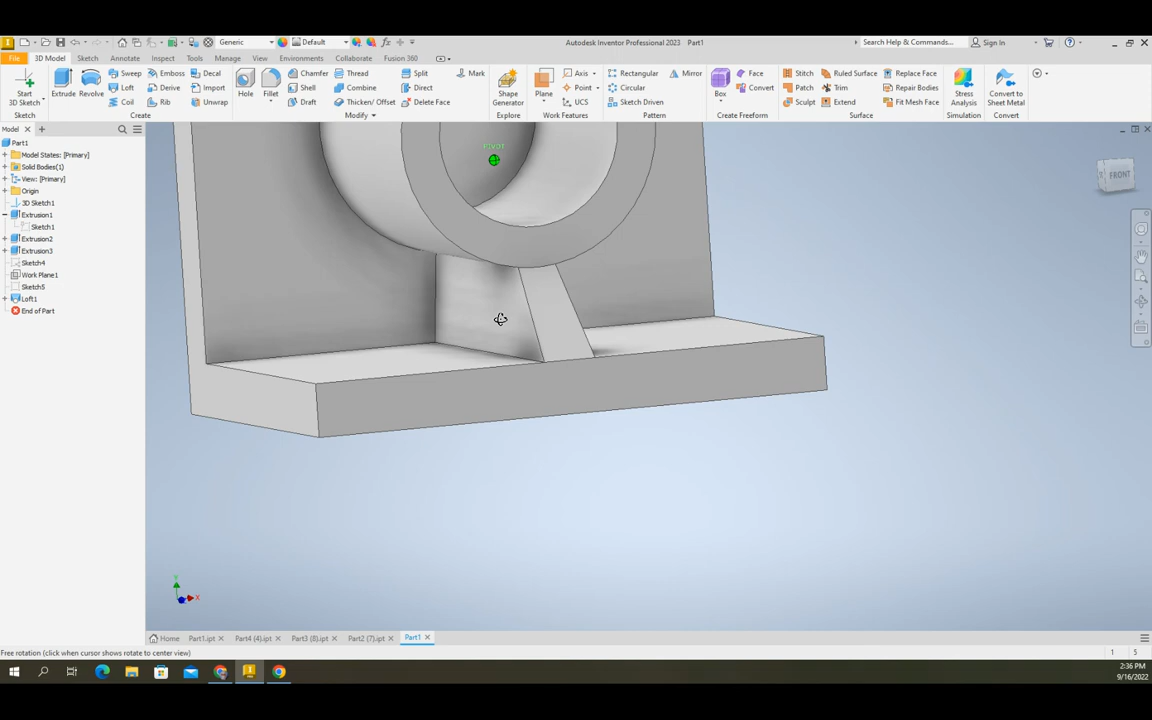 Generic
Default
Autodesk Inventor Professional 2023 Part1
Search Help & Commands...
Sign In
File
3D Model
Sketch
Annotate
Inspect
Tools
Manage
View
Environments
Collaborate
Fusion 360
Start
3D Sketch
Extrude
Revolve
Sweep
Loft
Coil
Emboss
Derive
Rib
Decal
Import
Unwrap
Hole
Fillet
Chamfer
Shell
Draft
Thread
Combine
Thicken/ Offset
Split
Direct
Delete Face
Mark
Shape
Generator
Plane
Axis
Point
UCS
Rectangular
Circular
Sketch Driven
Mirror
Box
Face
Convert
Stitch
Patch
Sculpt
Ruled Surface
Trim
Extend
Replace Face
Repair Bodies
Fit Mesh Face
Stress
Analysis
Convert to
Sheet Metal
Sketch
Create
Modify
Explore
Work Features
Pattern
Create Freeform
Surface
Simulation
Convert
Model
Part1
Model States: [Primary]
Solid Bodies(1)
View: [Primary]
Origin
3D Sketch1
Extrusion1
Sketch1
Extrusion2
Extrusion3
Sketch4
Work Plane1
Sketch5
Loft1
End of Part
PIVOT
FRONT
Y
X
Home
Part1.ipt
Part4 (4).ipt
Part3 (8).ipt
Part2 (7).ipt
Part1
Free rotation (click when cursor shows rotate to center view)
1 5
2:36 PM
9/16/2022